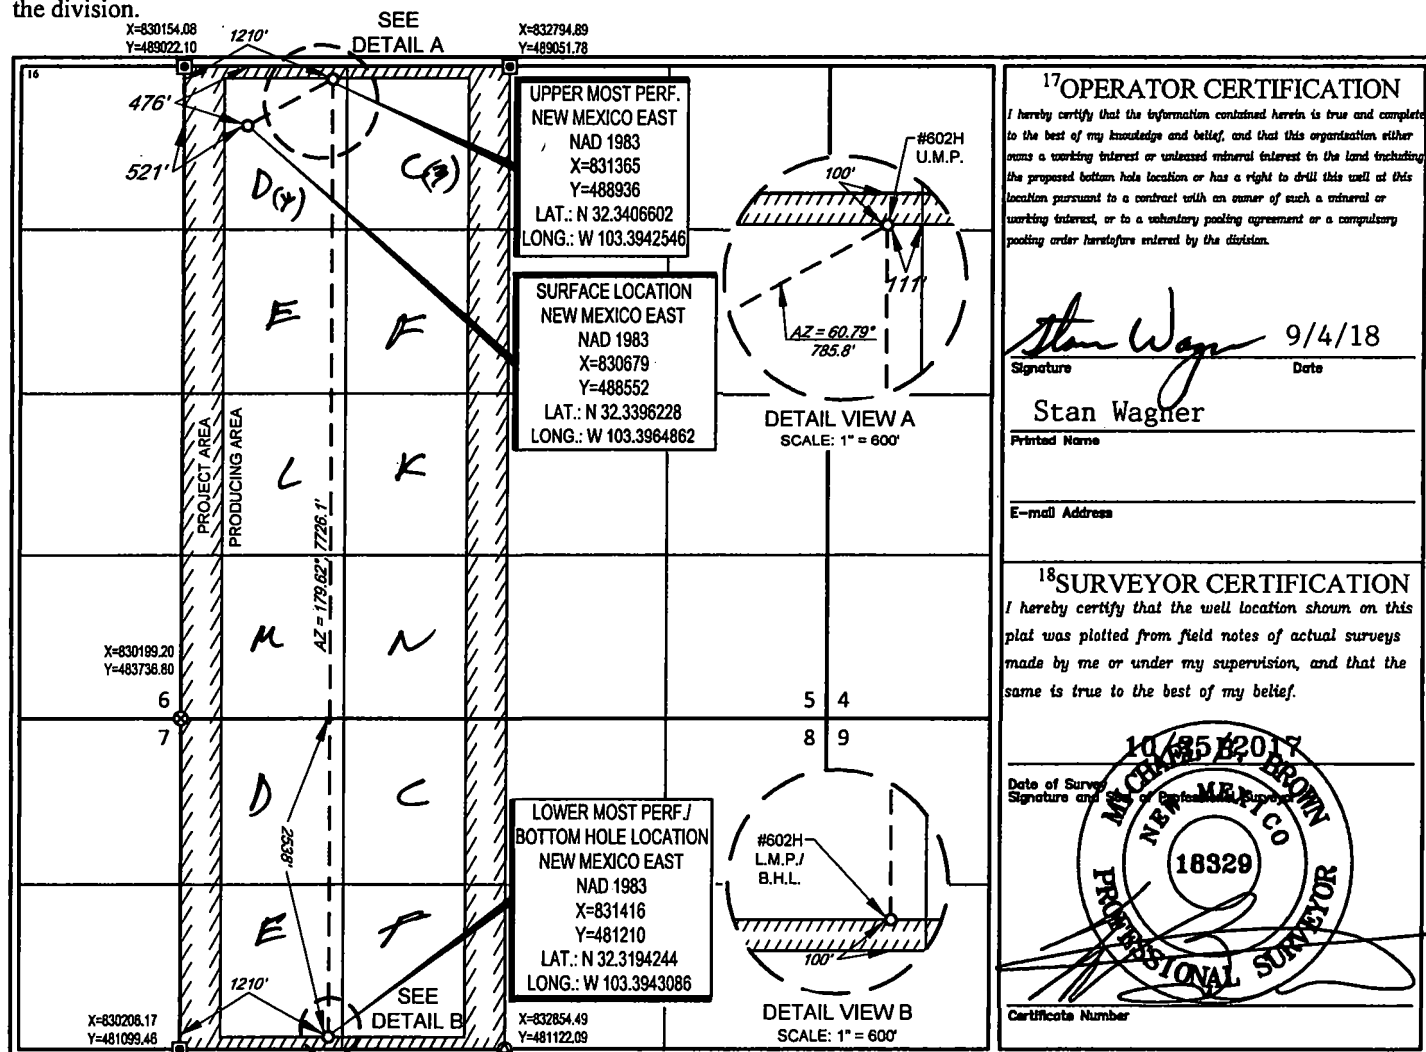 the division.
X=830154.08
Y=489022.10
1210'
SEE
DETAIL A
X=832794.89
Y=489051.78
16
476'
521'
D(4)
UPPER MOST PERF.
NEW MEXICO EAST
NAD 1983
X=831365
Y=488936
LAT.: N 32.3406602
LONG.: W 103.3942546
SURFACE LOCATION
NEW MEXICO EAST
NAD 1983
X=830679
Y=488552
LAT.: N 32.3396228
LONG.: W 103.3964862
E
F
L
K
PROJECT AREA
PRODUCING AREA
AZ = 179.62°, 7726.1'
M
N
X=830199.20
Y=483736.80
6
7
5 4
8 9
D
C
2538'
LOWER MOST PERF./
BOTTOM HOLE LOCATION
NEW MEXICO EAST
NAD 1983
X=831416
Y=481210
LAT.: N 32.3194244
LONG.: W 103.3943086
E
F
1210'
SEE
DETAIL B
X=830206.17
Y=481099.46
X=832854.49
Y=481122.09
#602H
U.M.P.
100'
111'
AZ = 60.79°
785.8'
DETAIL VIEW A
SCALE: 1" = 600'
#602H
L.M.P./
B.H.L.
100'
DETAIL VIEW B
SCALE: 1" = 600'
17OPERATOR CERTIFICATION
I hereby certify that the information contained herein is true and complete
to the best of my knowledge and belief, and that this organization either
owns a working interest or unleased mineral interest in the land including
the proposed bottom hole location or has a right to drill this well at this
location pursuant to a contract with an owner of such a mineral or
working interest, or to a voluntary pooling agreement or a compulsory
pooling order heretofore entered by the division.
Stan Wagner 9/4/18
Signature Date
Stan Wagner
Printed Name
E-mail Address
18SURVEYOR CERTIFICATION
I hereby certify that the well location shown on this
plat was plotted from field notes of actual surveys
made by me or under my supervision, and that the
same is true to the best of my belief.
10/25/2017
Date of Survey
Signature and Seal of Professional Surveyor
MICHAEL B. BROWN
NEW MEXICO
18329
PROFESSIONAL SURVEYOR
Certificate Number